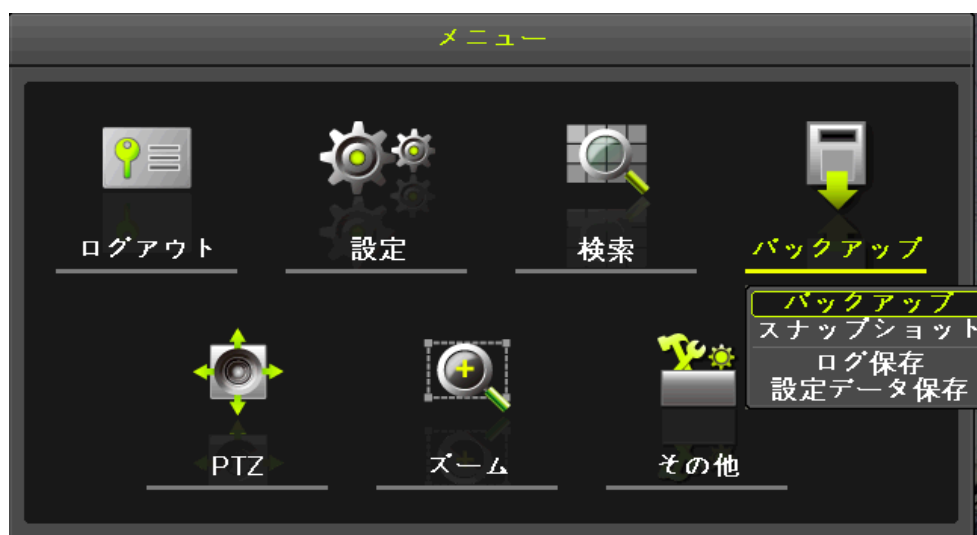 メニュー
ログアウト
設定
検索
バックアップ
バックアップ
スナップショット
ログ保存
設定データ保存
PTZ
ズーム
その他